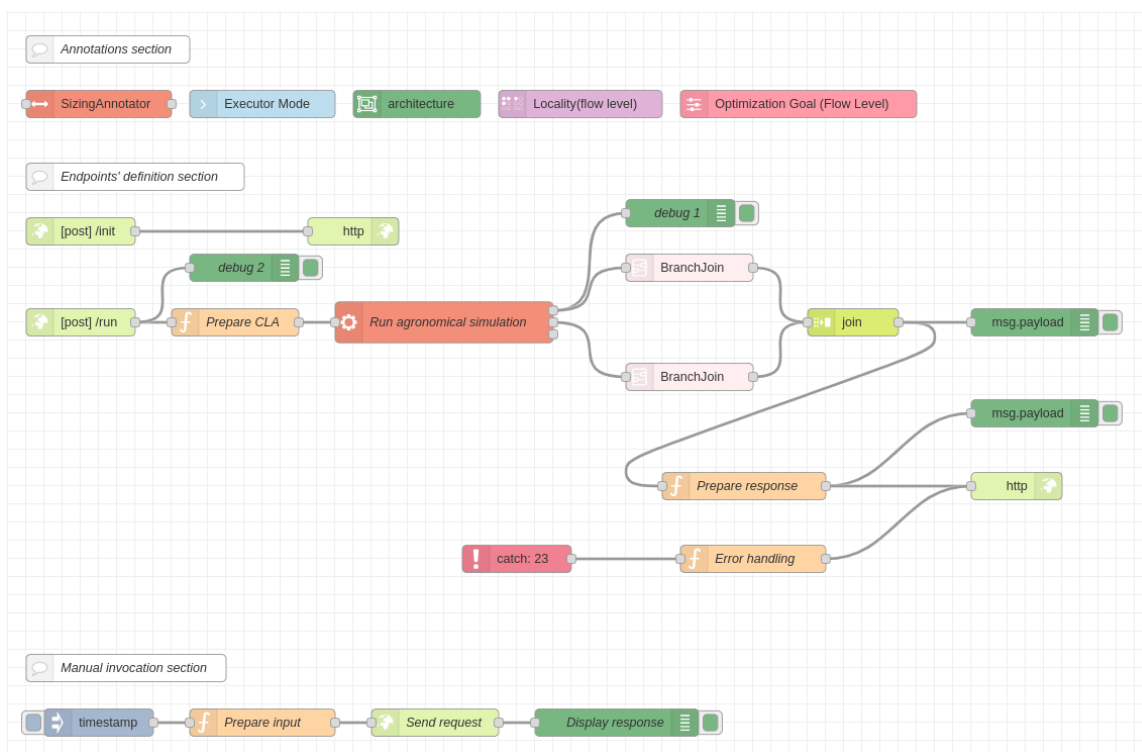 Annotations section
SizingAnnotator
Executor Mode
architecture
Locality(flow level)
Optimization Goal (Flow Level)
Endpoints' definition section
debug 1
[post] /init
http
debug 2
BranchJoin
[post] /run
Prepare CLA
Run agronomical simulation
join
msg.payload
BranchJoin
msg.payload
Prepare response
http
catch: 23
Error handling
Manual invocation section
timestamp
Prepare input
Send request
Display response